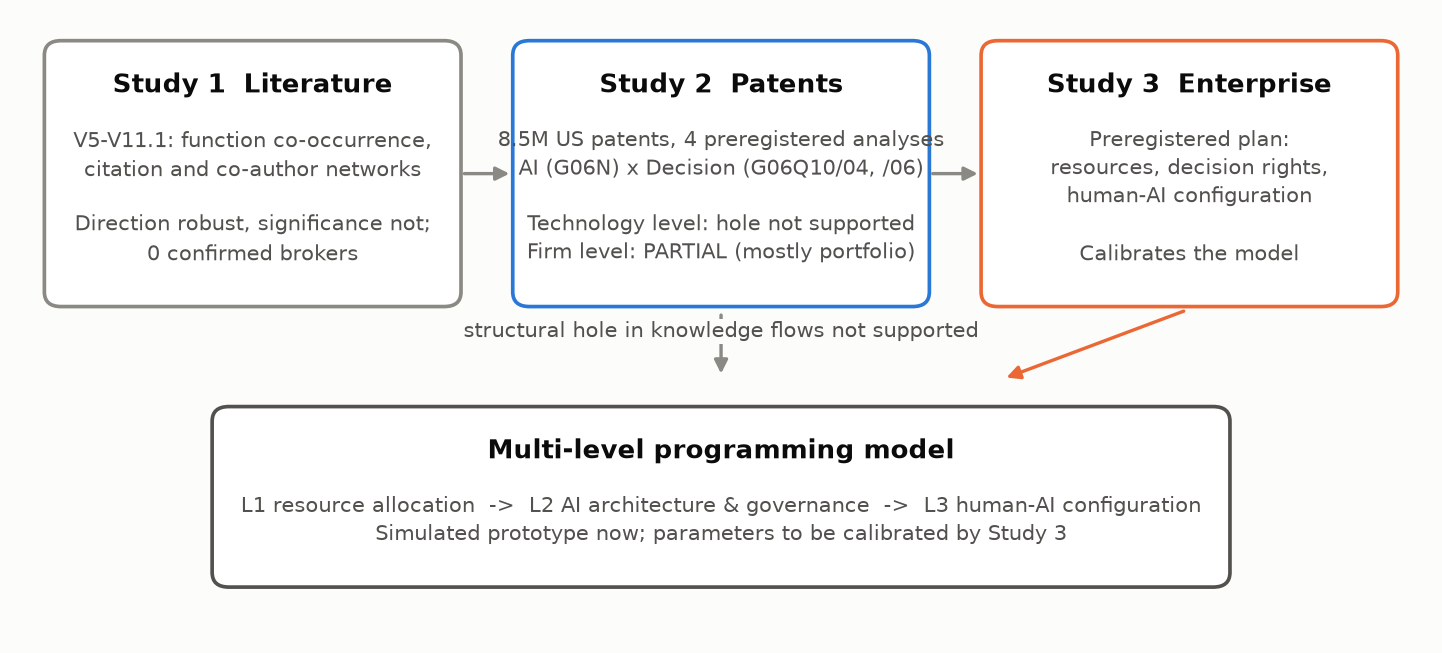 Study 1  Literature
V5-V11.1: function co-occurrence,
citation and co-author networks
Direction robust, significance not;
0 confirmed brokers
Study 2  Patents
8.5M US patents, 4 preregistered analyses
AI (G06N) x Decision (G06Q10/04, /06)
Technology level: hole not supported
Firm level: PARTIAL (mostly portfolio)
Study 3  Enterprise
Preregistered plan:
resources, decision rights,
human-AI configuration
Calibrates the model
structural hole in knowledge flows not supported
Multi-level programming model
L1 resource allocation  ->  L2 AI architecture & governance  ->  L3 human-AI configuration
Simulated prototype now; parameters to be calibrated by Study 3